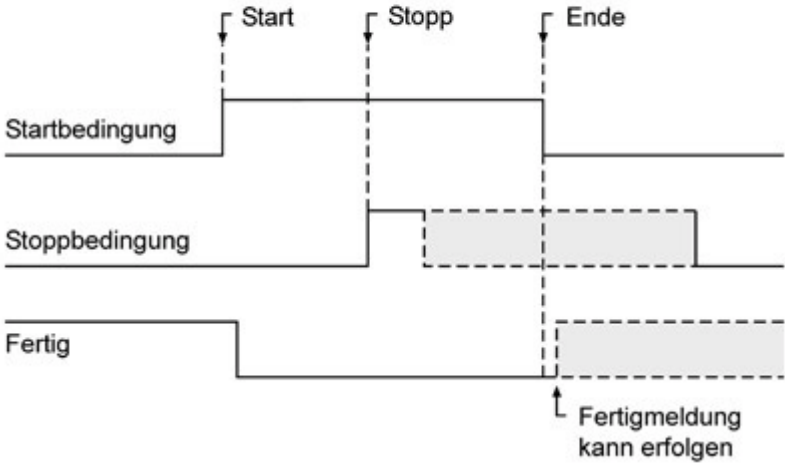 Start
Stopp
Ende
Startbedingung
Stoppbedingung
Fertig
Fertigmeldung
kann erfolgen